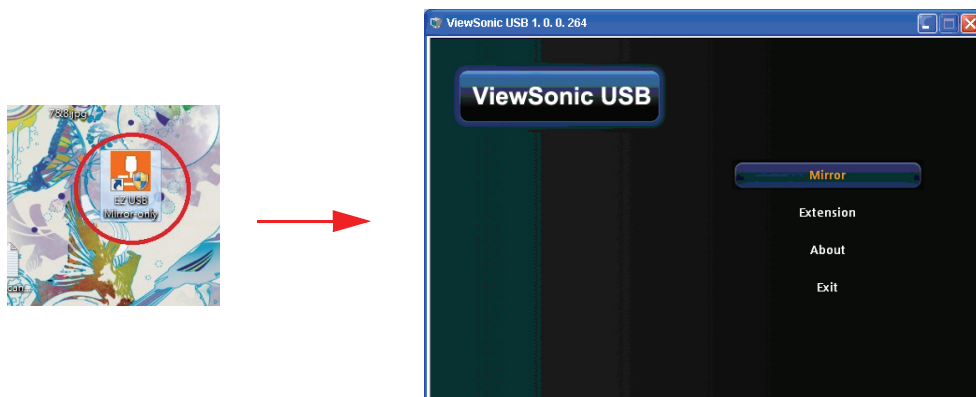 78.8.jpg
EZ USB
Mirror-only
can
ViewSonic USB 1. 0. 0. 264
ViewSonic USB
Mirror
Extension
About
Exit